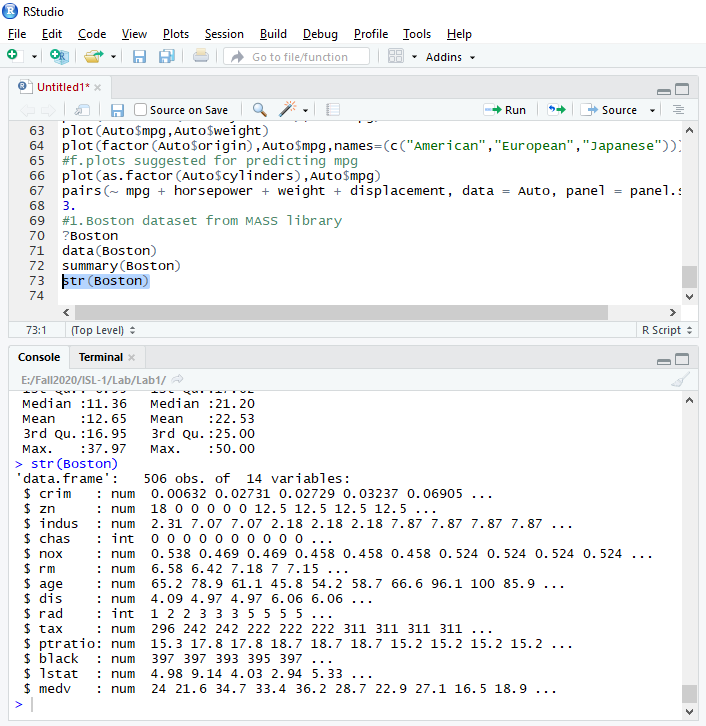 RStudio
File Edit Code View Plots Session Build Debug Profile Tools Help
Go to file/function Addins
Untitled1*
Source on Save Run Source
63 plot(Auto$mpg,Auto$weight)
64 plot(factor(Auto$origin),Auto$mpg,names=(c("American","European","Japanese")))
65 #f.plots suggested for predicting mpg
66 plot(as.factor(Auto$cylinders),Auto$mpg)
67 pairs(~ mpg + horsepower + weight + displacement, data = Auto, panel = panel.s
68 3.
69 #1.Boston dataset from MASS library
70 ?Boston
71 data(Boston)
72 summary(Boston)
73 str(Boston)
74
73:1 (Top Level) R Script
Console Terminal
E:/Fall2020/ISL-1/Lab/Lab1/
Median :11.36 Median :21.20
Mean :12.65 Mean :22.53
3rd Qu.:16.95 3rd Qu.:25.00
Max. :37.97 Max. :50.00
> str(Boston)
'data.frame': 506 obs. of 14 variables:
$ crim : num 0.00632 0.02731 0.02729 0.03237 0.06905 ...
$ zn : num 18 0 0 0 0 0 12.5 12.5 12.5 12.5 ...
$ indus : num 2.31 7.07 7.07 2.18 2.18 2.18 7.87 7.87 7.87 7.87 ...
$ chas : int 0 0 0 0 0 0 0 0 0 0 ...
$ nox : num 0.538 0.469 0.469 0.458 0.458 0.458 0.524 0.524 0.524 0.524 ...
$ rm : num 6.58 6.42 7.18 7 7.15 ...
$ age : num 65.2 78.9 61.1 45.8 54.2 58.7 66.6 96.1 100 85.9 ...
$ dis : num 4.09 4.97 4.97 6.06 6.06 ...
$ rad : int 1 2 2 3 3 3 5 5 5 5 ...
$ tax : num 296 242 242 222 222 222 311 311 311 311 ...
$ ptratio: num 15.3 17.8 17.8 18.7 18.7 18.7 15.2 15.2 15.2 15.2 ...
$ black : num 397 397 393 395 397 ...
$ lstat : num 4.98 9.14 4.03 2.94 5.33 ...
$ medv : num 24 21.6 34.7 33.4 36.2 28.7 22.9 27.1 16.5 18.9 ...
>